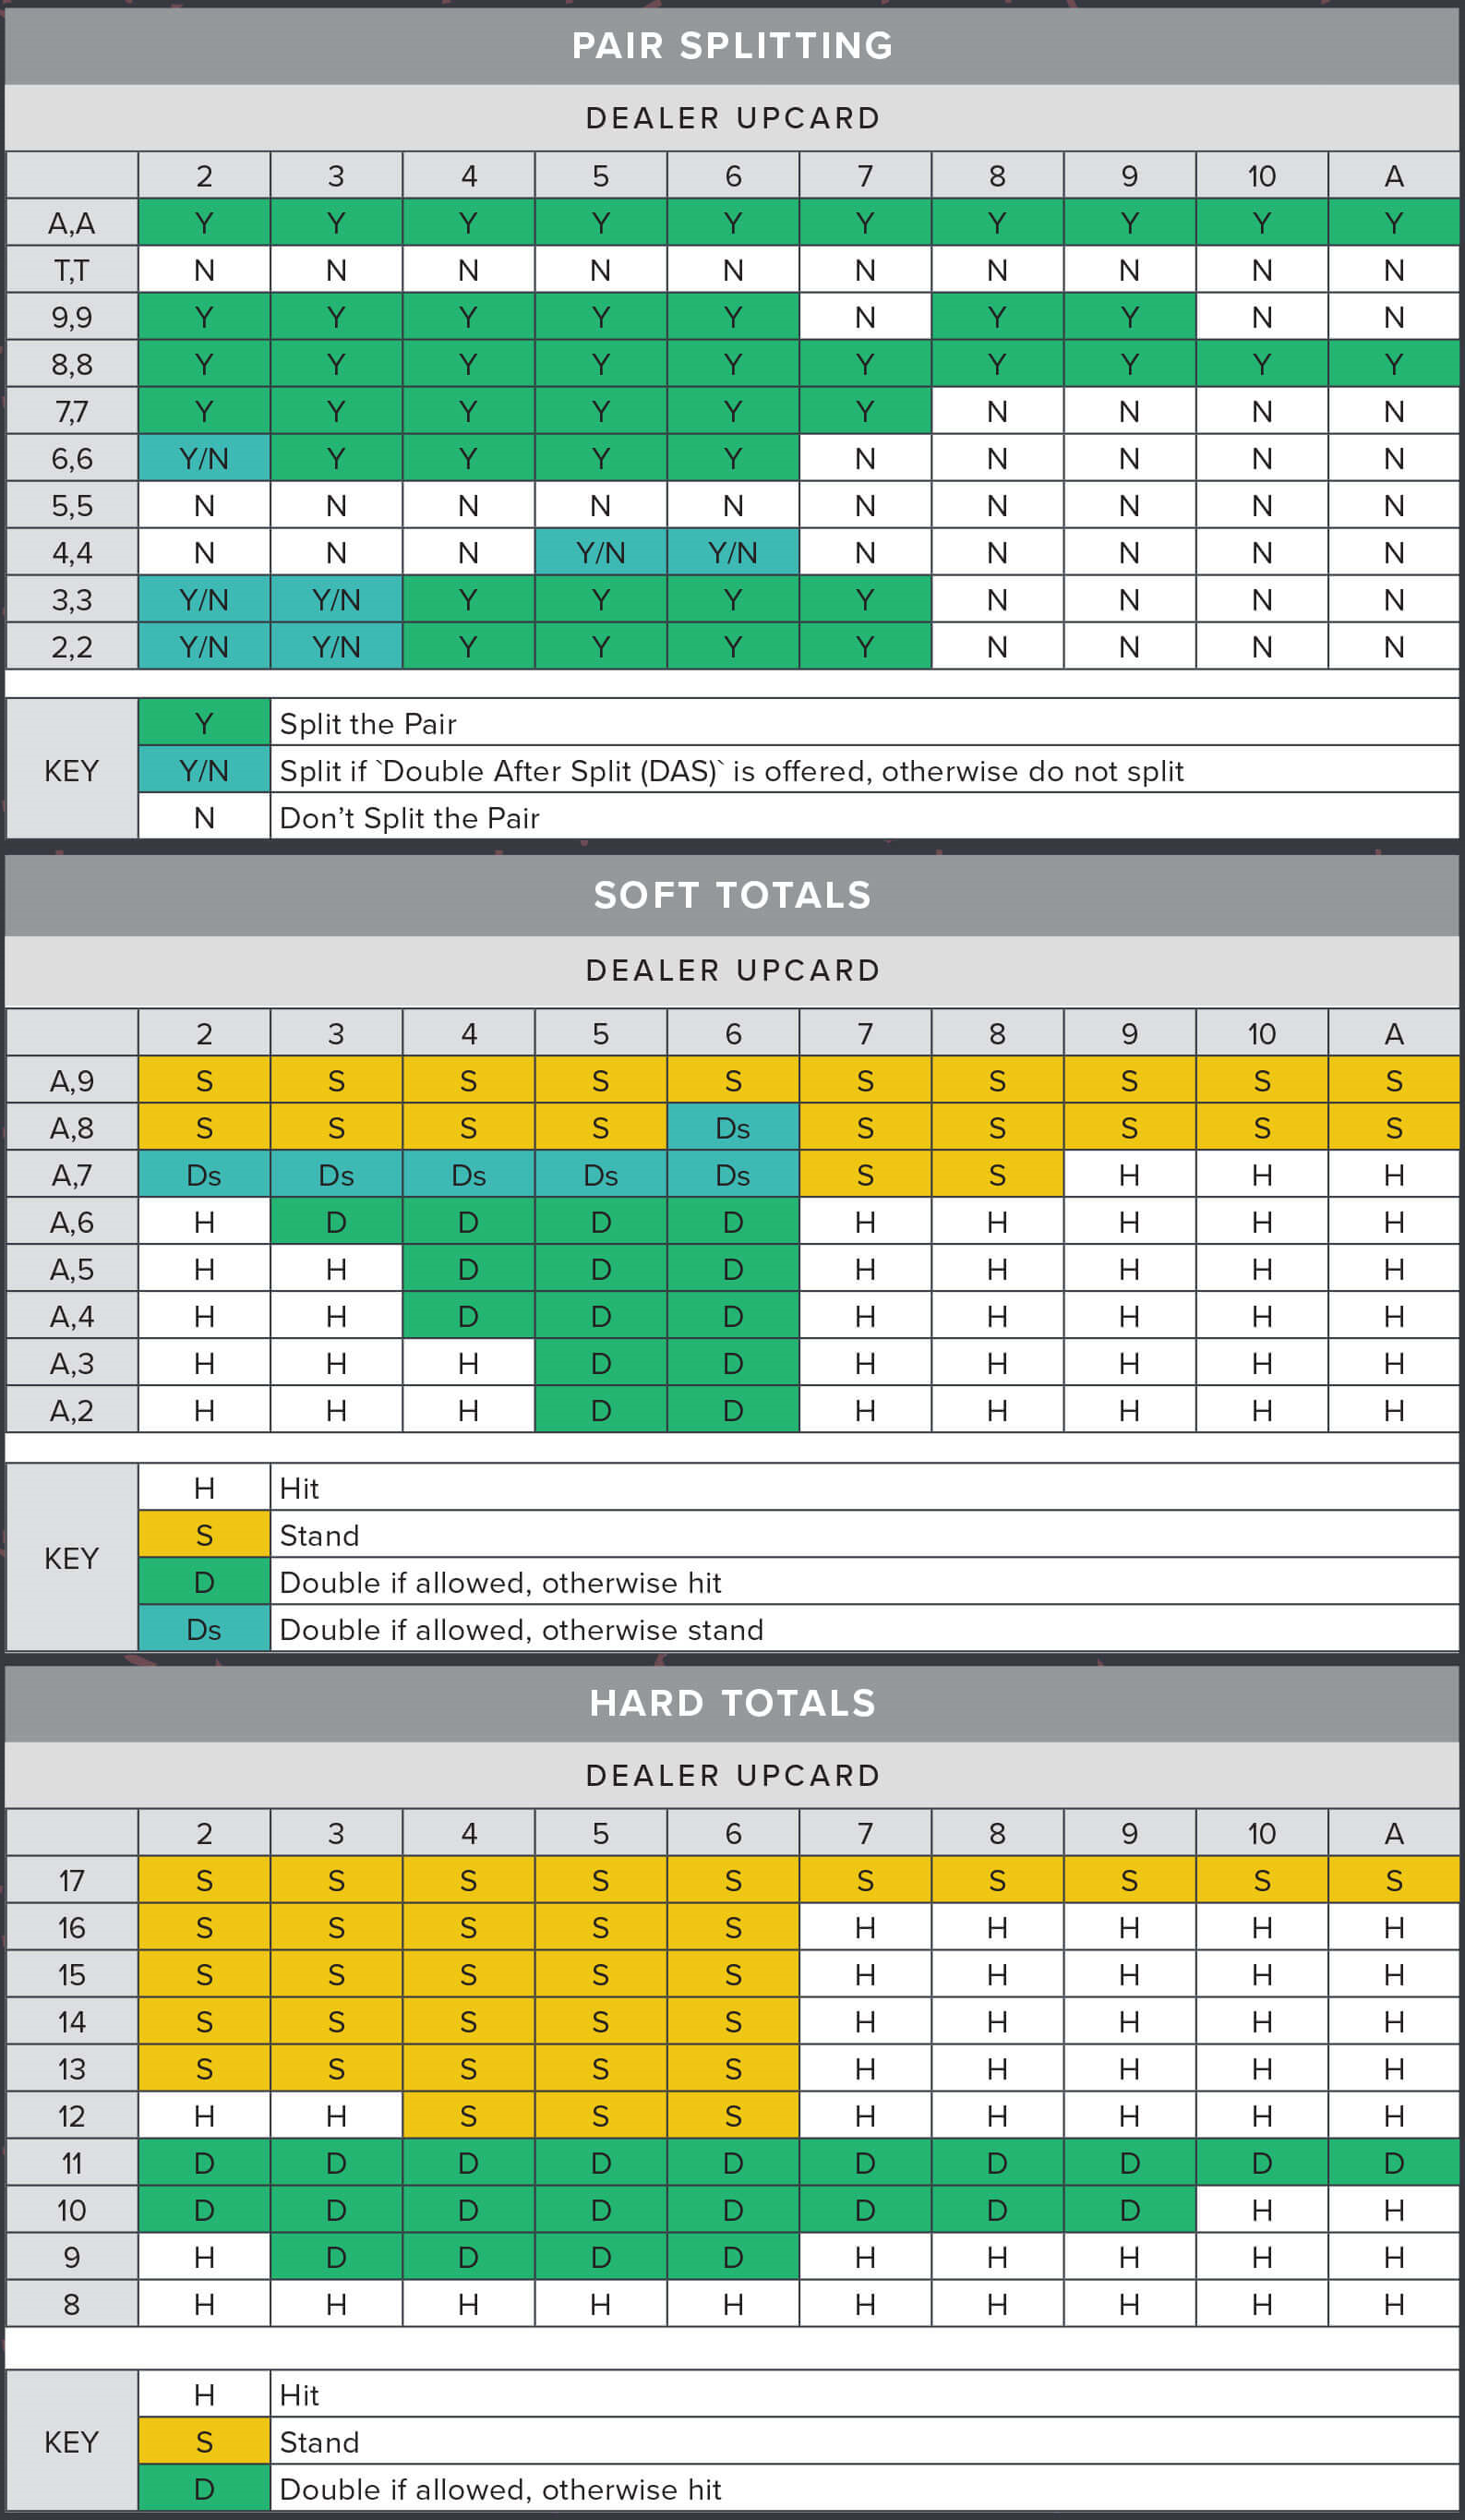 PAIR SPLITTING
DEALER UPCARD
2 3 4 5 6 7 8 9 10 A
A,A Y Y Y Y Y Y Y Y Y Y
T,T N N N N N N N N N N
9,9 Y Y Y Y Y N Y Y N N
8,8 Y Y Y Y Y Y Y Y Y Y
7,7 Y Y Y Y Y Y N N N N
6,6 Y/N Y Y Y Y N N N N N
5,5 N N N N N N N N N N
4,4 N N N Y/N Y/N N N N N N
3,3 Y/N Y/N Y Y Y Y N N N N
2,2 Y/N Y/N Y Y Y Y N N N N
KEY
Y Split the Pair
Y/N Split if `Double After Split (DAS)` is offered, otherwise do not split
N Don’t Split the Pair
SOFT TOTALS
DEALER UPCARD
2 3 4 5 6 7 8 9 10 A
A,9 S S S S S S S S S S
A,8 S S S S Ds S S S S S
A,7 Ds Ds Ds Ds Ds S S H H H
A,6 H D D D D H H H H H
A,5 H H D D D H H H H H
A,4 H H D D D H H H H H
A,3 H H H D D H H H H H
A,2 H H H D D H H H H H
KEY
H Hit
S Stand
D Double if allowed, otherwise hit
Ds Double if allowed, otherwise stand
HARD TOTALS
DEALER UPCARD
2 3 4 5 6 7 8 9 10 A
17 S S S S S S S S S S
16 S S S S S H H H H H
15 S S S S S H H H H H
14 S S S S S H H H H H
13 S S S S S H H H H H
12 H H S S S H H H H H
11 D D D D D D D D D D
10 D D D D D D D D H H
9 H D D D D H H H H H
8 H H H H H H H H H H
KEY
H Hit
S Stand
D Double if allowed, otherwise hit